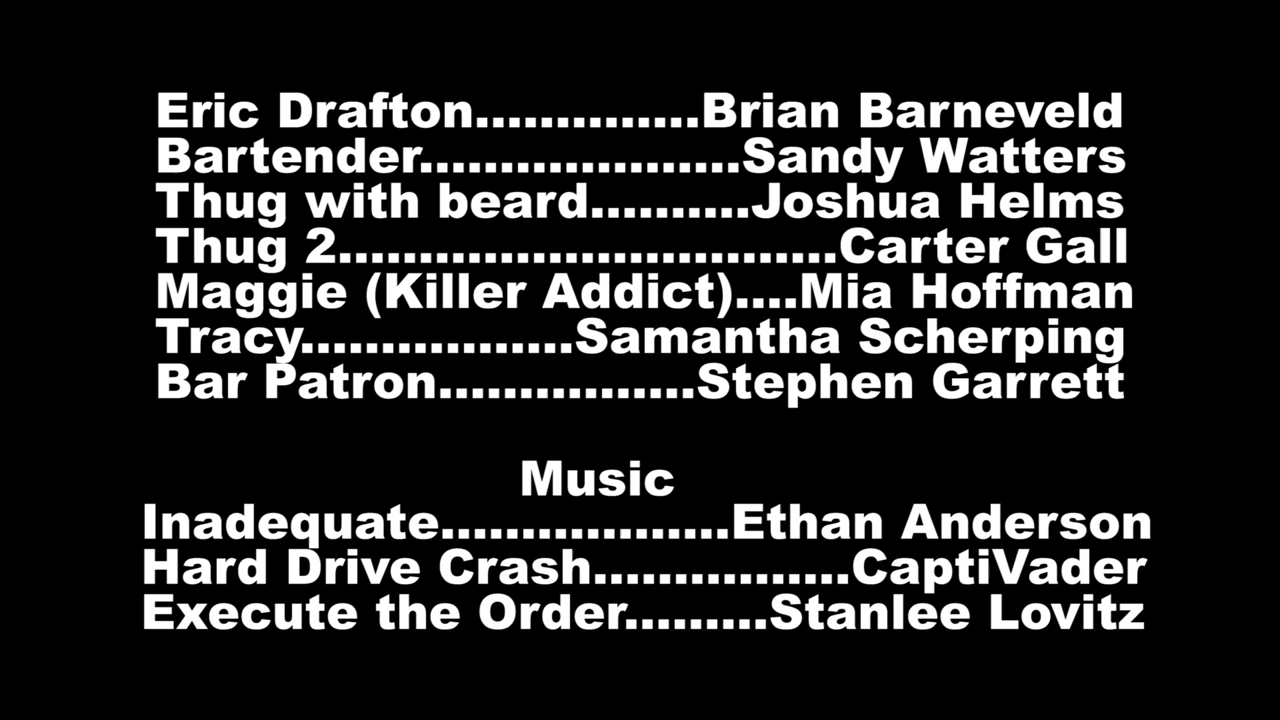 Eric Drafton..............Brian Barneveld
Bartender....................Sandy Watters
Thug with beard..........Joshua Helms
Thug 2...............................Carter Gall
Maggie (Killer Addict)....Mia Hoffman
Tracy.................Samantha Scherping
Bar Patron................Stephen Garrett
Music
Inadequate..................Ethan Anderson
Hard Drive Crash................CaptiVader
Execute the Order.........Stanlee Lovitz